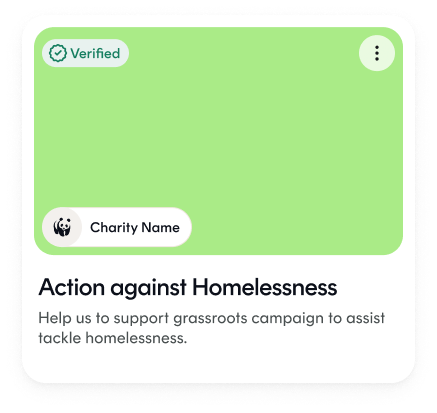 Verified
Charity Name
Action against Homelessness
Help us to support grassroots campaign to assist
tackle homelessness.